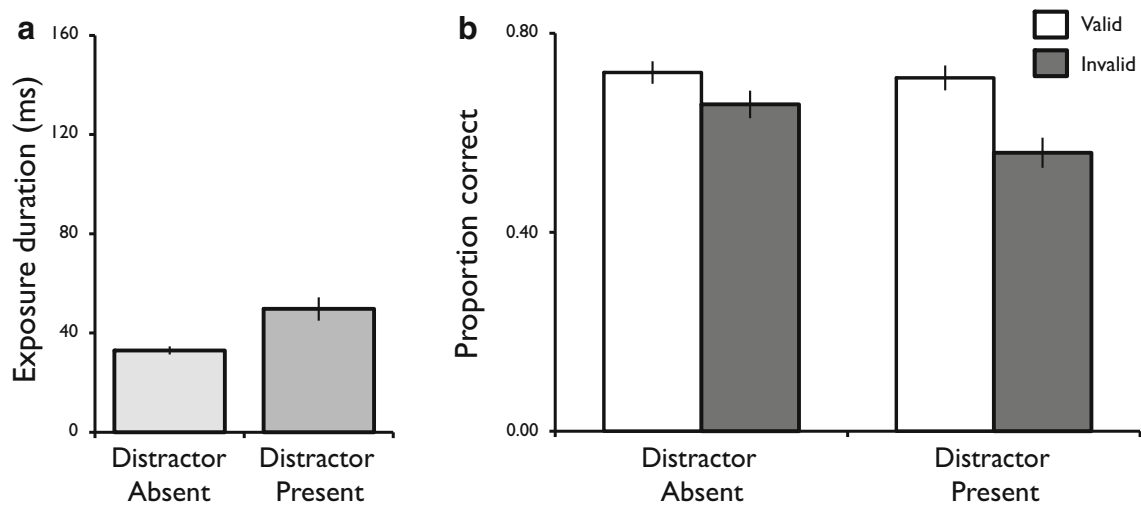 a
Exposure duration (ms)
160
120
80
40
0
Distractor
Absent
Distractor
Present
b
Proportion correct
0.80
0.40
0.00
Distractor
Absent
Distractor
Present
Valid
Invalid